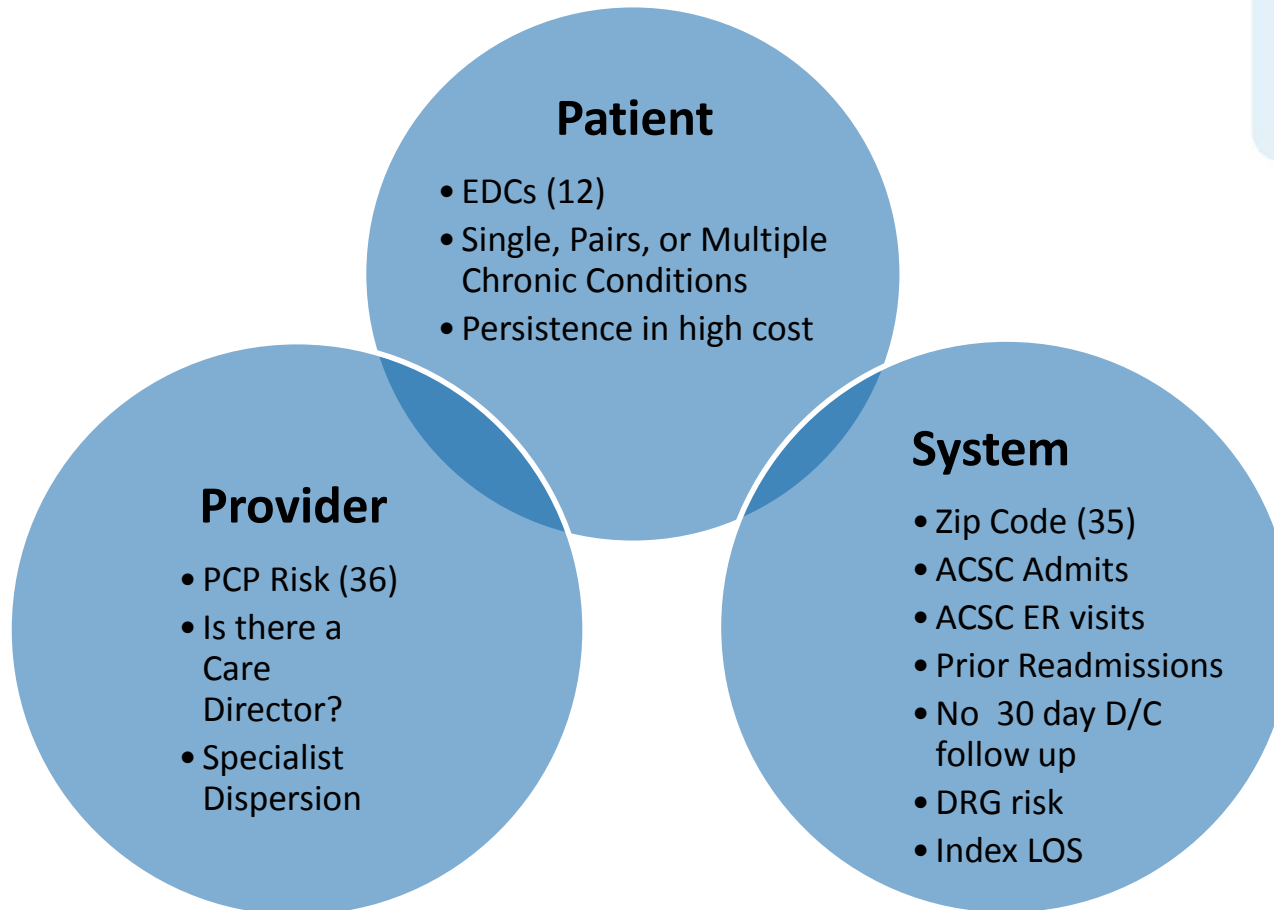 Patient
• EDCs (12)
• Single, Pairs, or Multiple
Chronic Conditions
• Persistence in high cost
Provider
• PCP Risk (36)
• Is there a
Care
Director?
• Specialist
Dispersion
System
• Zip Code (35)
• ACSC Admits
• ACSC ER visits
• Prior Readmissions
• No  30 day D/C
follow up
• DRG risk
• Index LOS